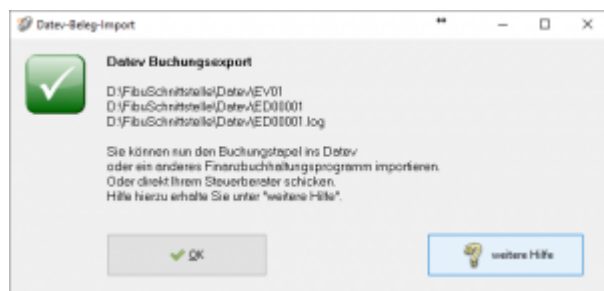 Datev-Beleg-Import
Datev Buchungsexport
D:\FibuSchnittstelle\Datev\EV01
D:\FibuSchnittstelle\Datev\ED00001
D:\FibuSchnittstelle\Datev\ED00001.log
Sie können nun den Buchungstapel ins Datev
oder ein anderes Finanzbuchhaltungsprogramm importieren.
Oder direkt Ihrem Steuerberater schicken.
Hilfe hierzu erhalte Sie unter "weitere Hilfe".
OK
weitere Hilfe